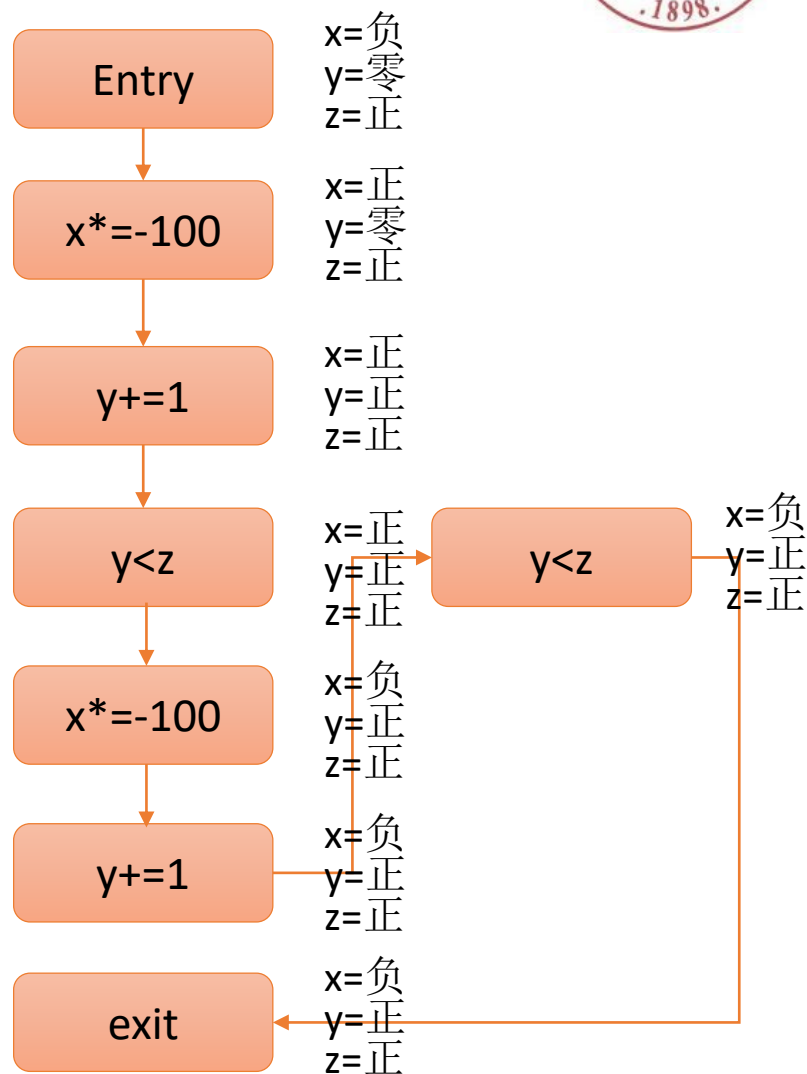 ·1898·
Entry
x=负
y=零
z=正
x*=-100
x=正
y=零
z=正
y+=1
x=正
y=正
z=正
y<z
x=正
y=正
z=正
y<z
x=负
y=正
z=正
x*=-100
x=负
y=正
z=正
y+=1
x=负
y=正
z=正
exit
x=负
y=正
z=正